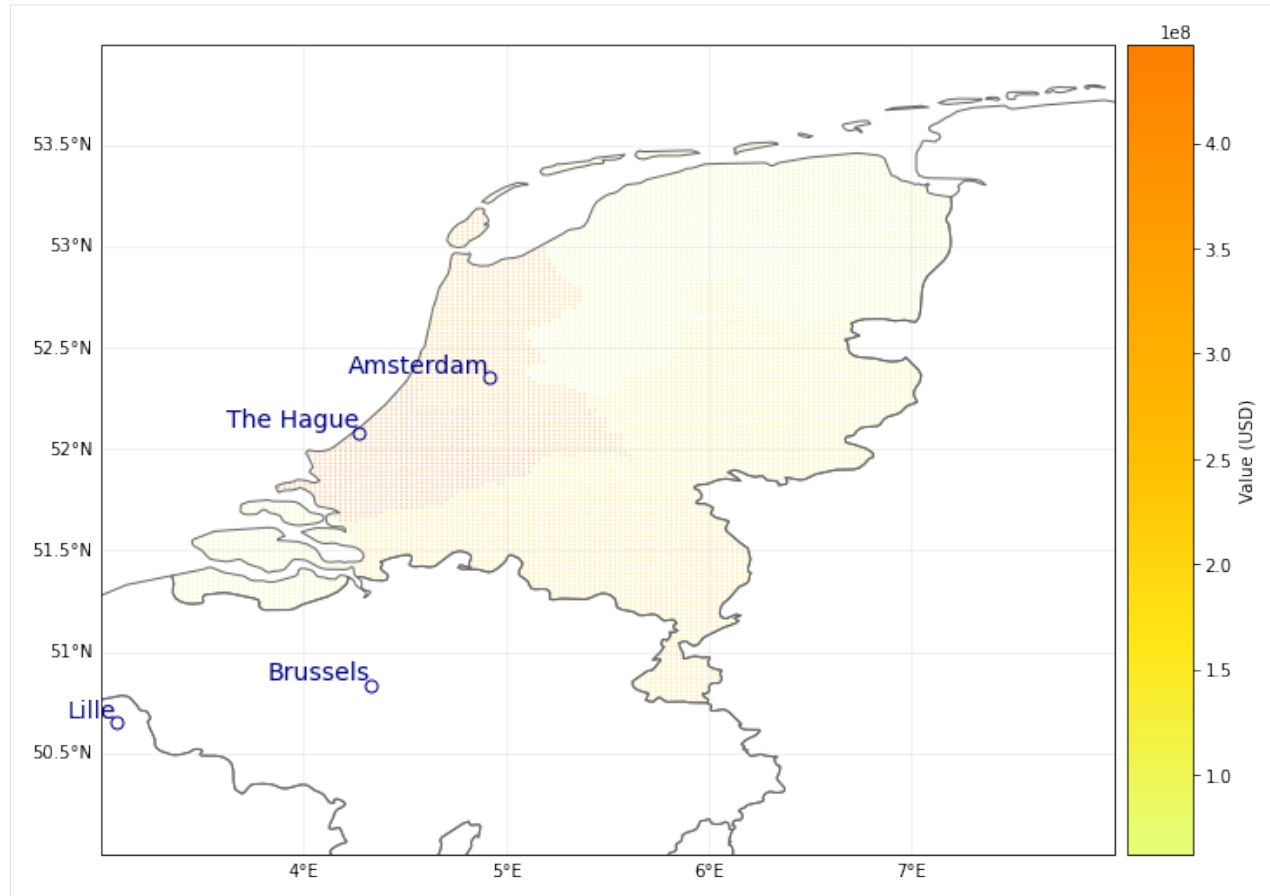 1e8
53.5°N
53°N
52.5°N
52°N
51.5°N
51°N
50.5°N
4°E
5°E
6°E
7°E
Amsterdam
The Hague
Brussels
Lille
4.0
3.5
3.0
2.5
2.0
1.5
1.0
Value (USD)